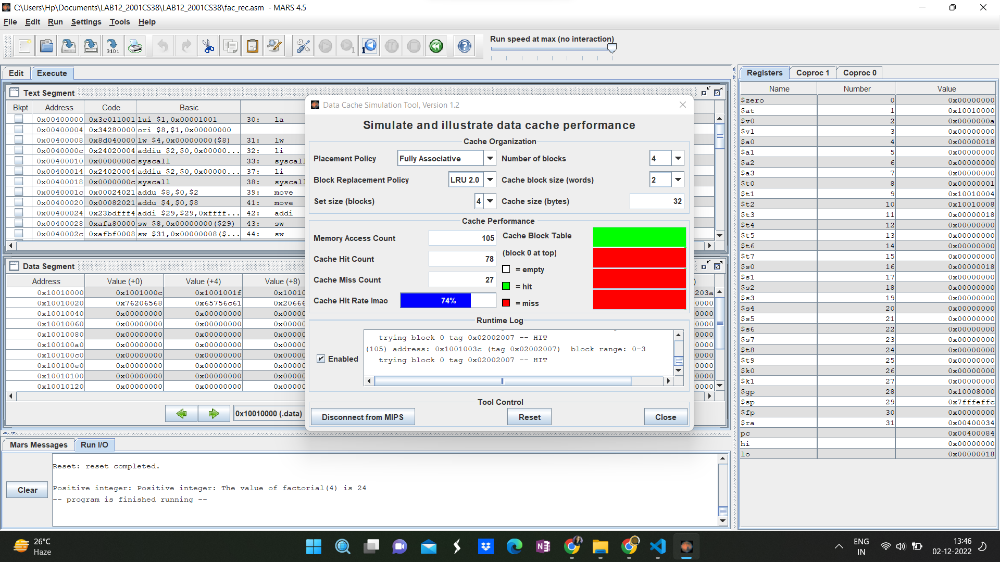 C:\Users\Hp\Documents\LAB12_2001CS38\LAB12_2001CS38\fac_rec.asm - MARS 4.5
File Edit Run Settings Tools Help
Run speed at max (no interaction)
Edit Execute
Text Segment
Bkpt Address Code Basic
0x00400000 0x3c011001 lui $1,0x00001001 30: la
0x00400004 0x34280000 ori $8,$1,0x00000000
0x00400008 0x8d040000 lw $4,0x00000000($8) 31: lw
0x0040000c 0x24020004 addiu $2,$0,0x00000... 32: li
0x00400010 0x0000000c syscall 33: syscall
0x00400014 0x24020004 addiu $2,$0,0x00000... 37: li
0x00400018 0x0000000c syscall 38: syscall
0x0040001c 0x00024021 addu $8,$0,$2 39: move
0x00400020 0x00082021 addu $4,$0,$8 41: move
0x00400024 0x23bdfff4 addi $29,$29,0xffff... 42: addi
0x00400028 0xafa80000 sw $8,0x00000000($29) 43: sw
0x0040002c 0xafbf0008 sw $31,0x00000008($... 44: sw
Data Segment
Address Value (+0) Value (+4) Value (+8)
0x10010000 0x1001000c 0x1001001f 0x10010 203a
0x10010020 0x76206568 0x65756c61 0x20666 0000
0x10010040 0x00000000 0x00000000 0x00000 0000
0x10010060 0x00000000 0x00000000 0x00000 0000
0x10010080 0x00000000 0x00000000 0x00000 0000
0x100100a0 0x00000000 0x00000000 0x00000 0000
0x100100c0 0x00000000 0x00000000 0x00000 0000
0x100100e0 0x00000000 0x00000000 0x00000 0000
0x10010100 0x00000000 0x00000000 0x00000 0000
0x10010120 0x00000000 0x00000000 0x00000 0000
0x10010000 (.data)
Data Cache Simulation Tool, Version 1.2
Simulate and illustrate data cache performance
Cache Organization
Placement Policy Fully Associative Number of blocks 4
Block Replacement Policy LRU 2.0 Cache block size (words) 2
Set size (blocks) 4 Cache size (bytes) 32
Cache Performance
Memory Access Count 105 Cache Block Table
(block 0 at top)
Cache Hit Count 78
= empty
Cache Miss Count 27
= hit
Cache Hit Rate lmao 74%
= miss
Runtime Log
Enabled
trying block 0 tag 0x02002007 -- HIT
(105) address: 0x1001003c (tag 0x02002007) block range: 0-3
trying block 0 tag 0x02002007 -- HIT
Tool Control
Disconnect from MIPS Reset Close
Mars Messages Run I/O
Clear
Reset: reset completed.
Positive integer: Positive integer: The value of factorial(4) is 24
-- program is finished running --
Registers Coproc 1 Coproc 0
Name Number Value
$zero 0 0x00000000
$at 1 0x10010000
$v0 2 0x0000000a
$v1 3 0x00000000
$a0 4 0x00000018
$a1 5 0x00000000
$a2 6 0x00000000
$a3 7 0x00000000
$t0 8 0x00000001
$t1 9 0x10010004
$t2 10 0x10010008
$t3 11 0x00000018
$t4 12 0x00000000
$t5 13 0x00000000
$t6 14 0x00000000
$t7 15 0x00000000
$s0 16 0x00000018
$s1 17 0x00000000
$s2 18 0x00000000
$s3 19 0x00000000
$s4 20 0x00000000
$s5 21 0x00000000
$s6 22 0x00000000
$s7 23 0x00000000
$t8 24 0x00000000
$t9 25 0x00000000
$k0 26 0x00000000
$k1 27 0x00000000
$gp 28 0x10008000
$sp 29 0x7fffeffc
$fp 30 0x00000000
$ra 31 0x00400034
pc 0x00400084
hi 0x00000000
lo 0x00000018
26°C
Haze
ENG
IN
13:46
02-12-2022